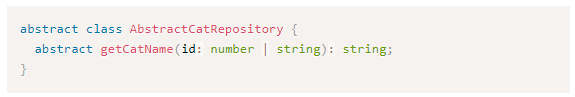 abstract class AbstractCatRepository {
  abstract getCatName(id: number | string): string;
}